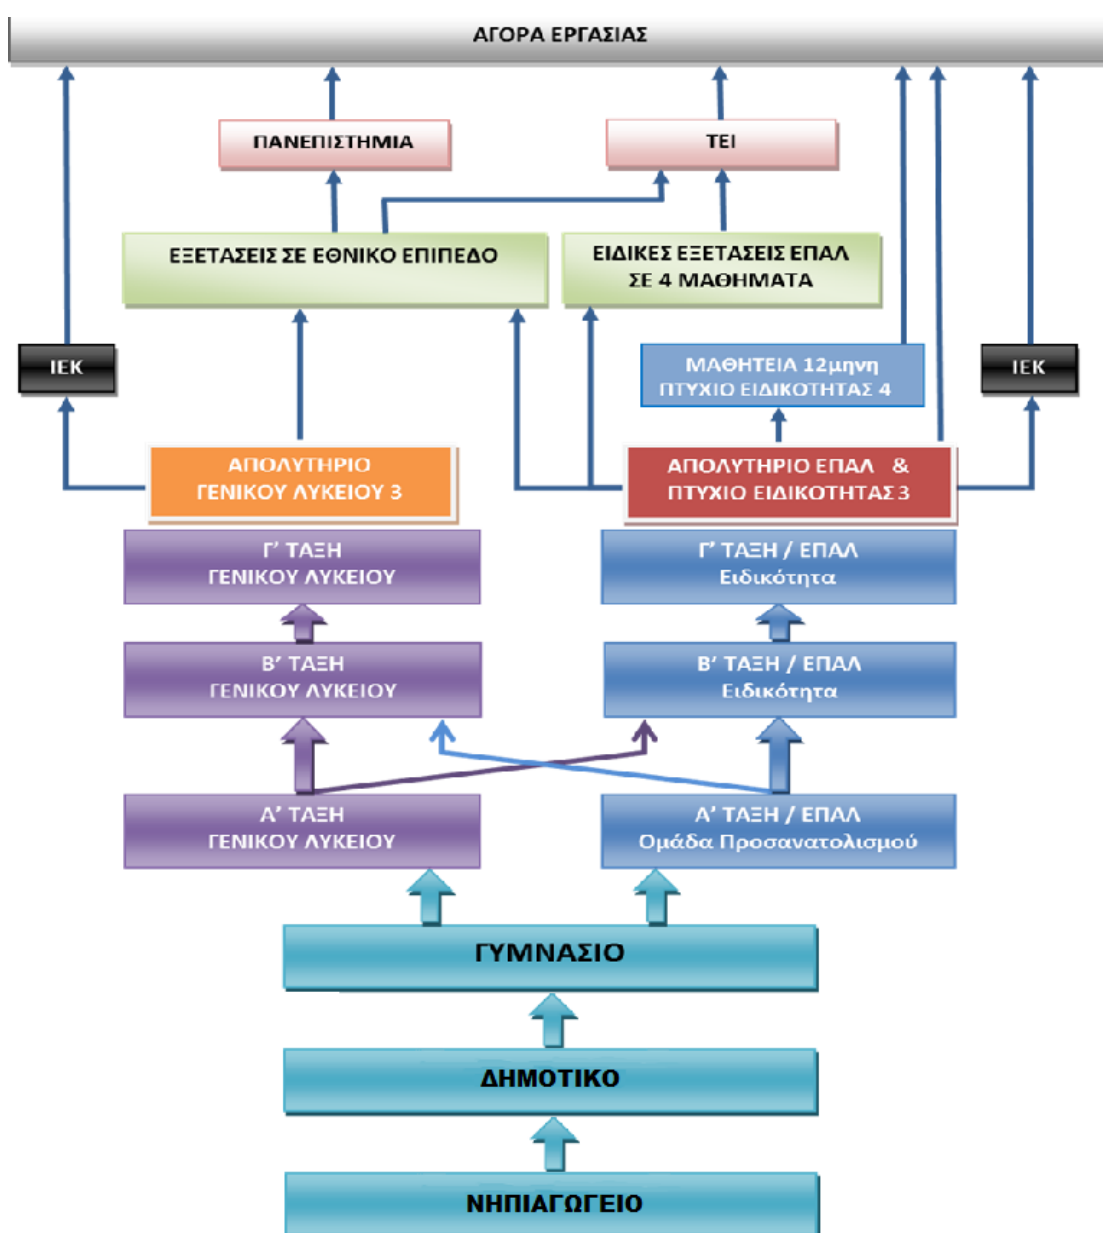 ΑΓΟΡΑ ΕΡΓΑΣΙΑΣ
ΠΑΝΕΠΙΣΤΗΜΙΑ
ΤΕΙ
ΕΞΕΤΑΣΕΙΣ ΣΕ ΕΘΝΙΚΟ ΕΠΙΠΕΔΟ
ΕΙΔΙΚΕΣ ΕΞΕΤΑΣΕΙΣ ΕΠΑΛ
ΣΕ 4 ΜΑΘΗΜΑΤΑ
ΙΕΚ
ΜΑΘΗΤΕΙΑ 12μηνη
ΠΤΥΧΙΟ ΕΙΔΙΚΟΤΗΤΑΣ 4
ΙΕΚ
ΑΠΟΛΥΤΗΡΙΟ
ΓΕΝΙΚΟΥ ΛΥΚΕΙΟΥ 3
ΑΠΟΛΥΤΗΡΙΟ ΕΠΑΛ &
ΠΤΥΧΙΟ ΕΙΔΙΚΟΤΗΤΑΣ 3
Γ' ΤΑΞΗ
ΓΕΝΙΚΟΥ ΛΥΚΕΙΟΥ
Γ' ΤΑΞΗ / ΕΠΑΛ
Ειδικότητα
Β' ΤΑΞΗ
ΓΕΝΙΚΟΥ ΛΥΚΕΙΟΥ
Β' ΤΑΞΗ / ΕΠΑΛ
Ειδικότητα
Α' ΤΑΞΗ
ΓΕΝΙΚΟΥ ΛΥΚΕΙΟΥ
Α' ΤΑΞΗ / ΕΠΑΛ
Ομάδα Προσανατολισμού
ΓΥΜΝΑΣΙΟ
ΔΗΜΟΤΙΚΟ
ΝΗΠΙΑΓΩΓΕΙΟ